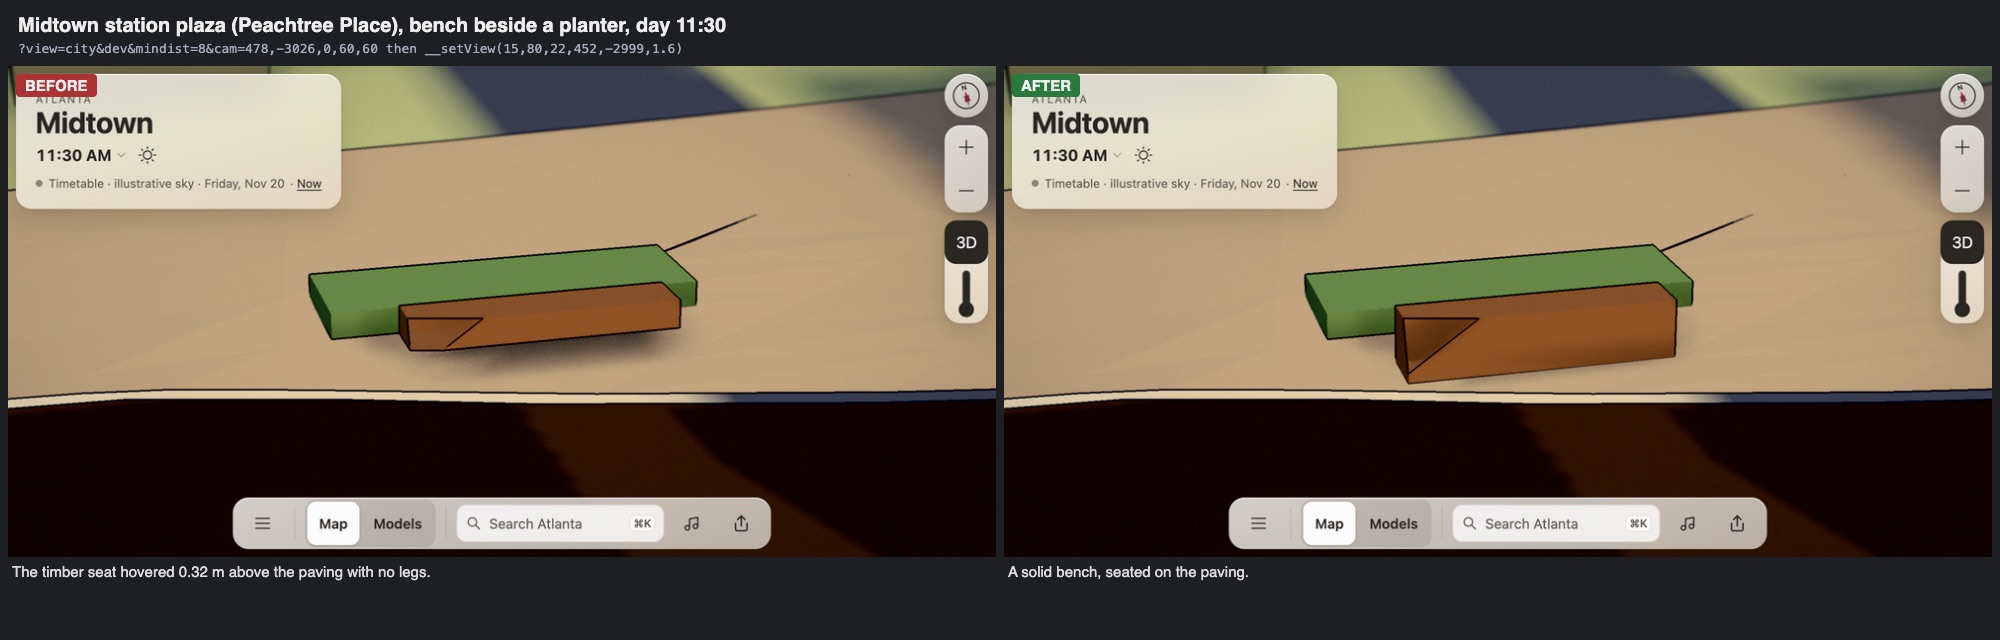 Midtown station plaza (Peachtree Place), bench beside a planter, day 11:30
?view=city&dev&mindist=8&cam=478,-3026,0,60,60 then __setView(15,80,22,452,-2999,1.6)
BEFORE
ATLANTA
Midtown
11:30 AM
Timetable · illustrative sky · Friday, Nov 20 · Now
N
+
−
3D
Map
Models
Search Atlanta
⌘K
The timber seat hovered 0.32 m above the paving with no legs.
AFTER
ATLANTA
Midtown
11:30 AM
Timetable · illustrative sky · Friday, Nov 20 · Now
N
+
−
3D
Map
Models
Search Atlanta
⌘K
A solid bench, seated on the paving.